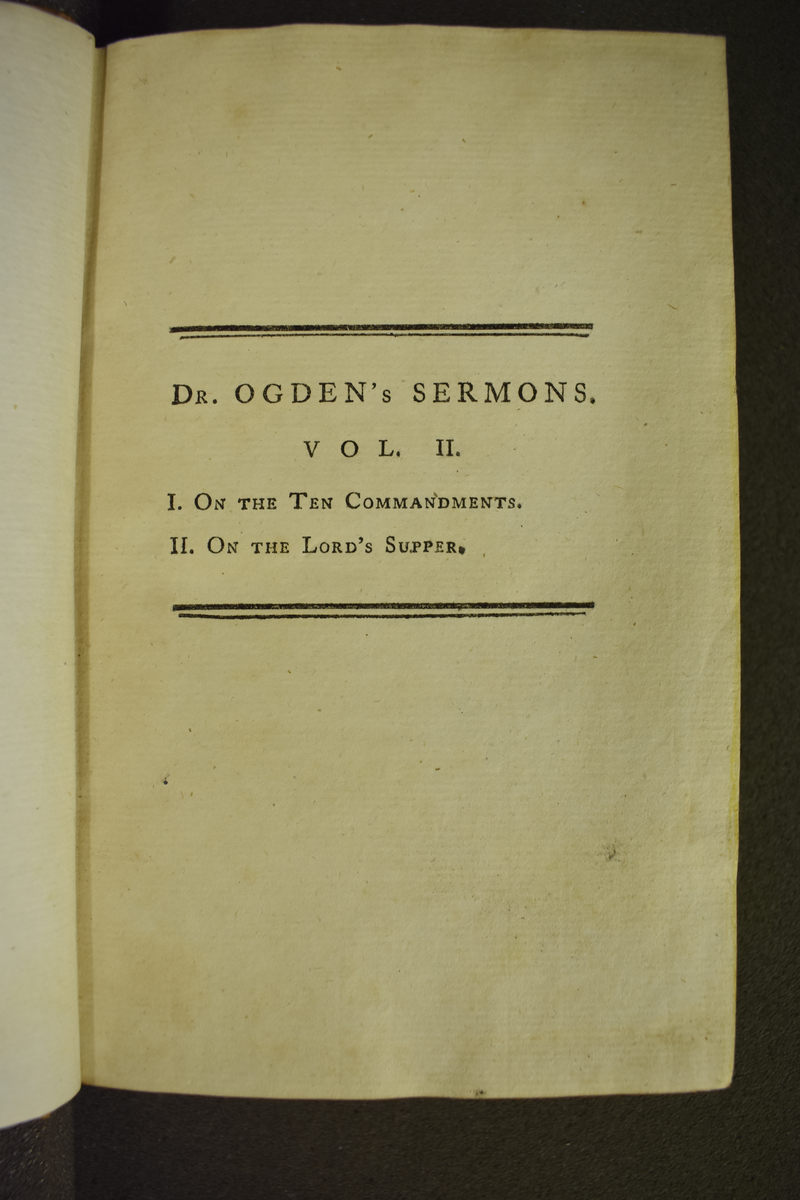 Dr. OGDEN's SERMONS.
VOL. II.
I. On the Ten Commandments.
II. On the Lord's Supper.